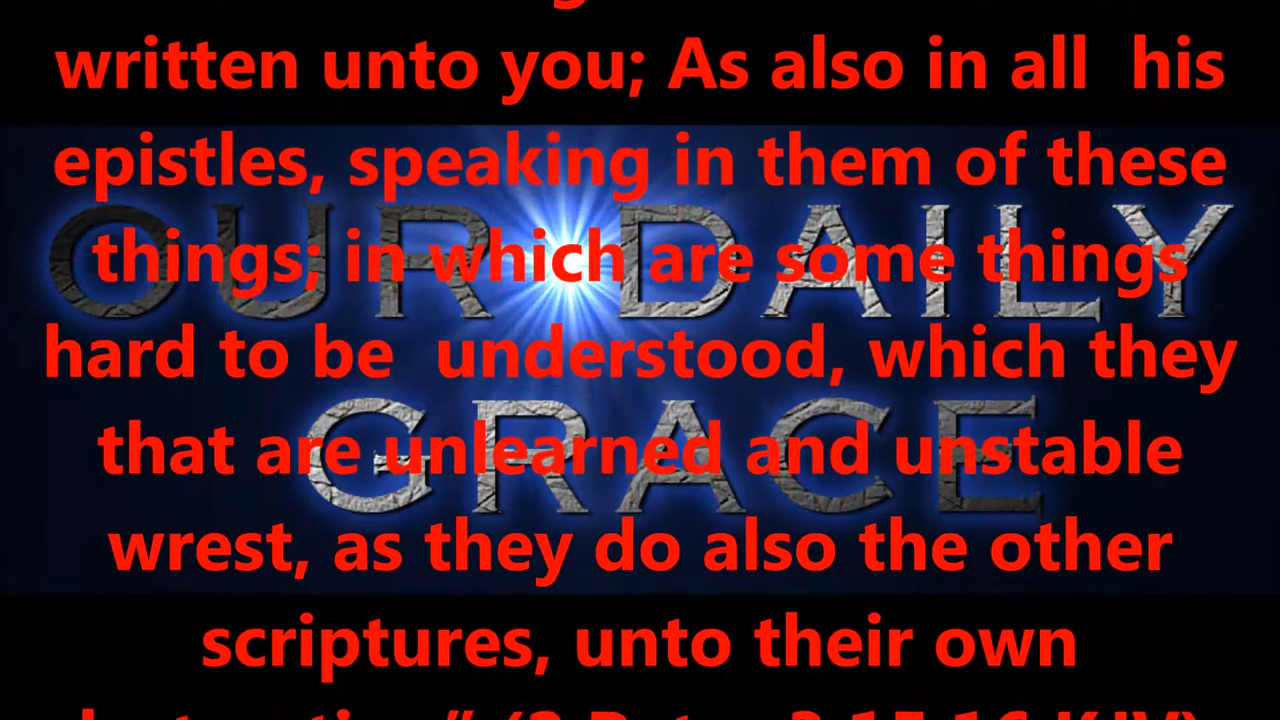 written unto you; As also in all his
epistles, speaking in them of these
OUR DAILY
things; in which are some things
hard to be understood, which they
GRACE
that are unlearned and unstable
wrest, as they do also the other
scriptures, unto their own